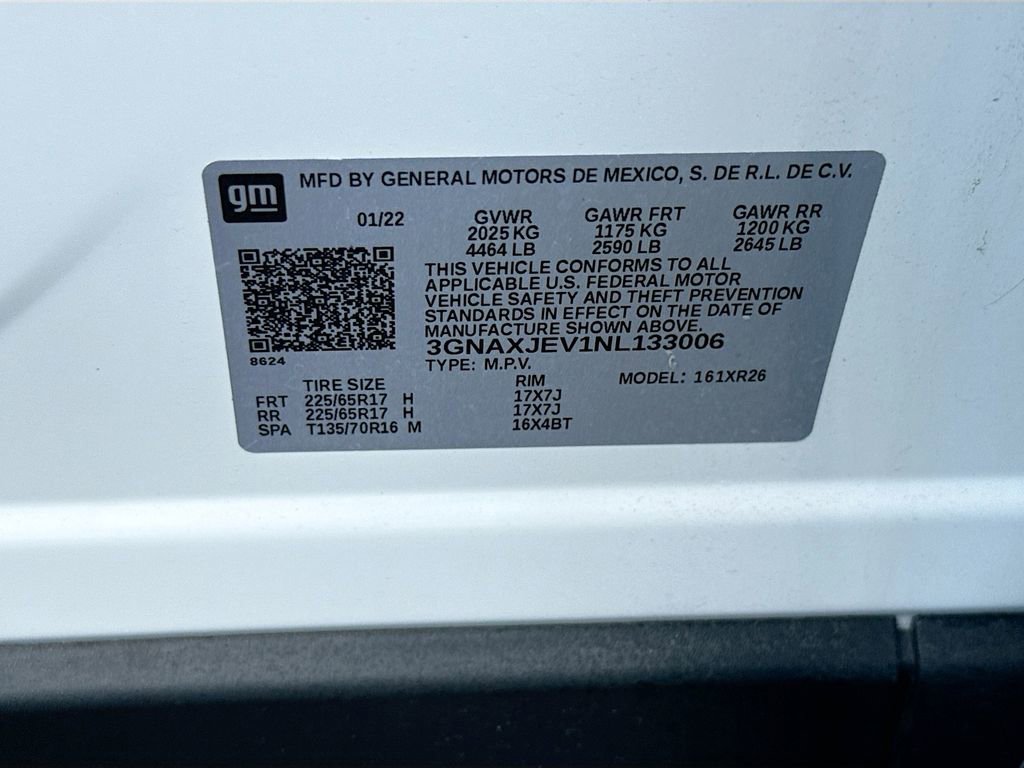 gm
MFD BY GENERAL MOTORS DE MEXICO, S. DE R.L. DE C.V.
01/22 GVWR GAWR FRT GAWR RR
2025 KG 1175 KG 1200 KG
4464 LB 2590 LB 2645 LB
THIS VEHICLE CONFORMS TO ALL
APPLICABLE U.S. FEDERAL MOTOR
VEHICLE SAFETY AND THEFT PREVENTION
STANDARDS IN EFFECT ON THE DATE OF
MANUFACTURE SHOWN ABOVE.
3GNAXJEV1NL133006
8624
TYPE: M.P.V.
MODEL: 161XR26
TIRE SIZE RIM
FRT 225/65R17 H 17X7J
RR 225/65R17 H 17X7J
SPA T135/70R16 M 16X4BT